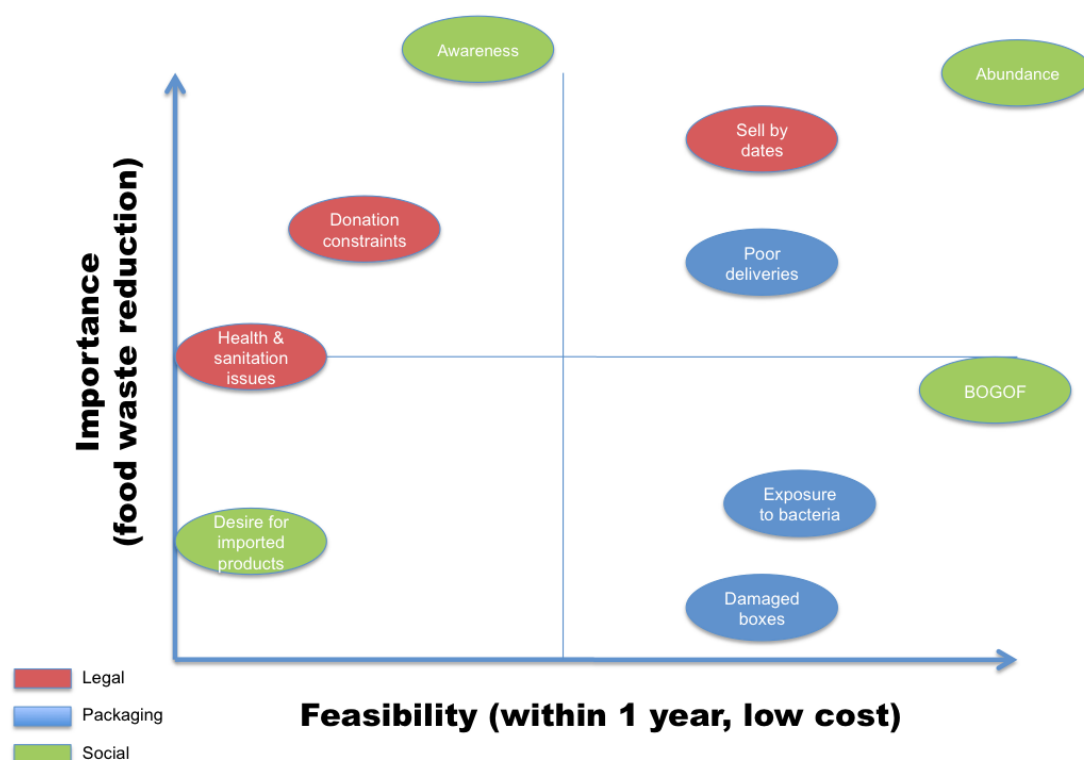 Awareness
Abundance
Sell by
dates
Donation
constraints
Poor
deliveries
Health &
sanitation
issues
BOGOF
Exposure
to bacteria
Desire for
imported
products
Damaged
boxes
Importance
(food waste reduction)
Feasibility (within 1 year, low cost)
Legal
Packaging
Social